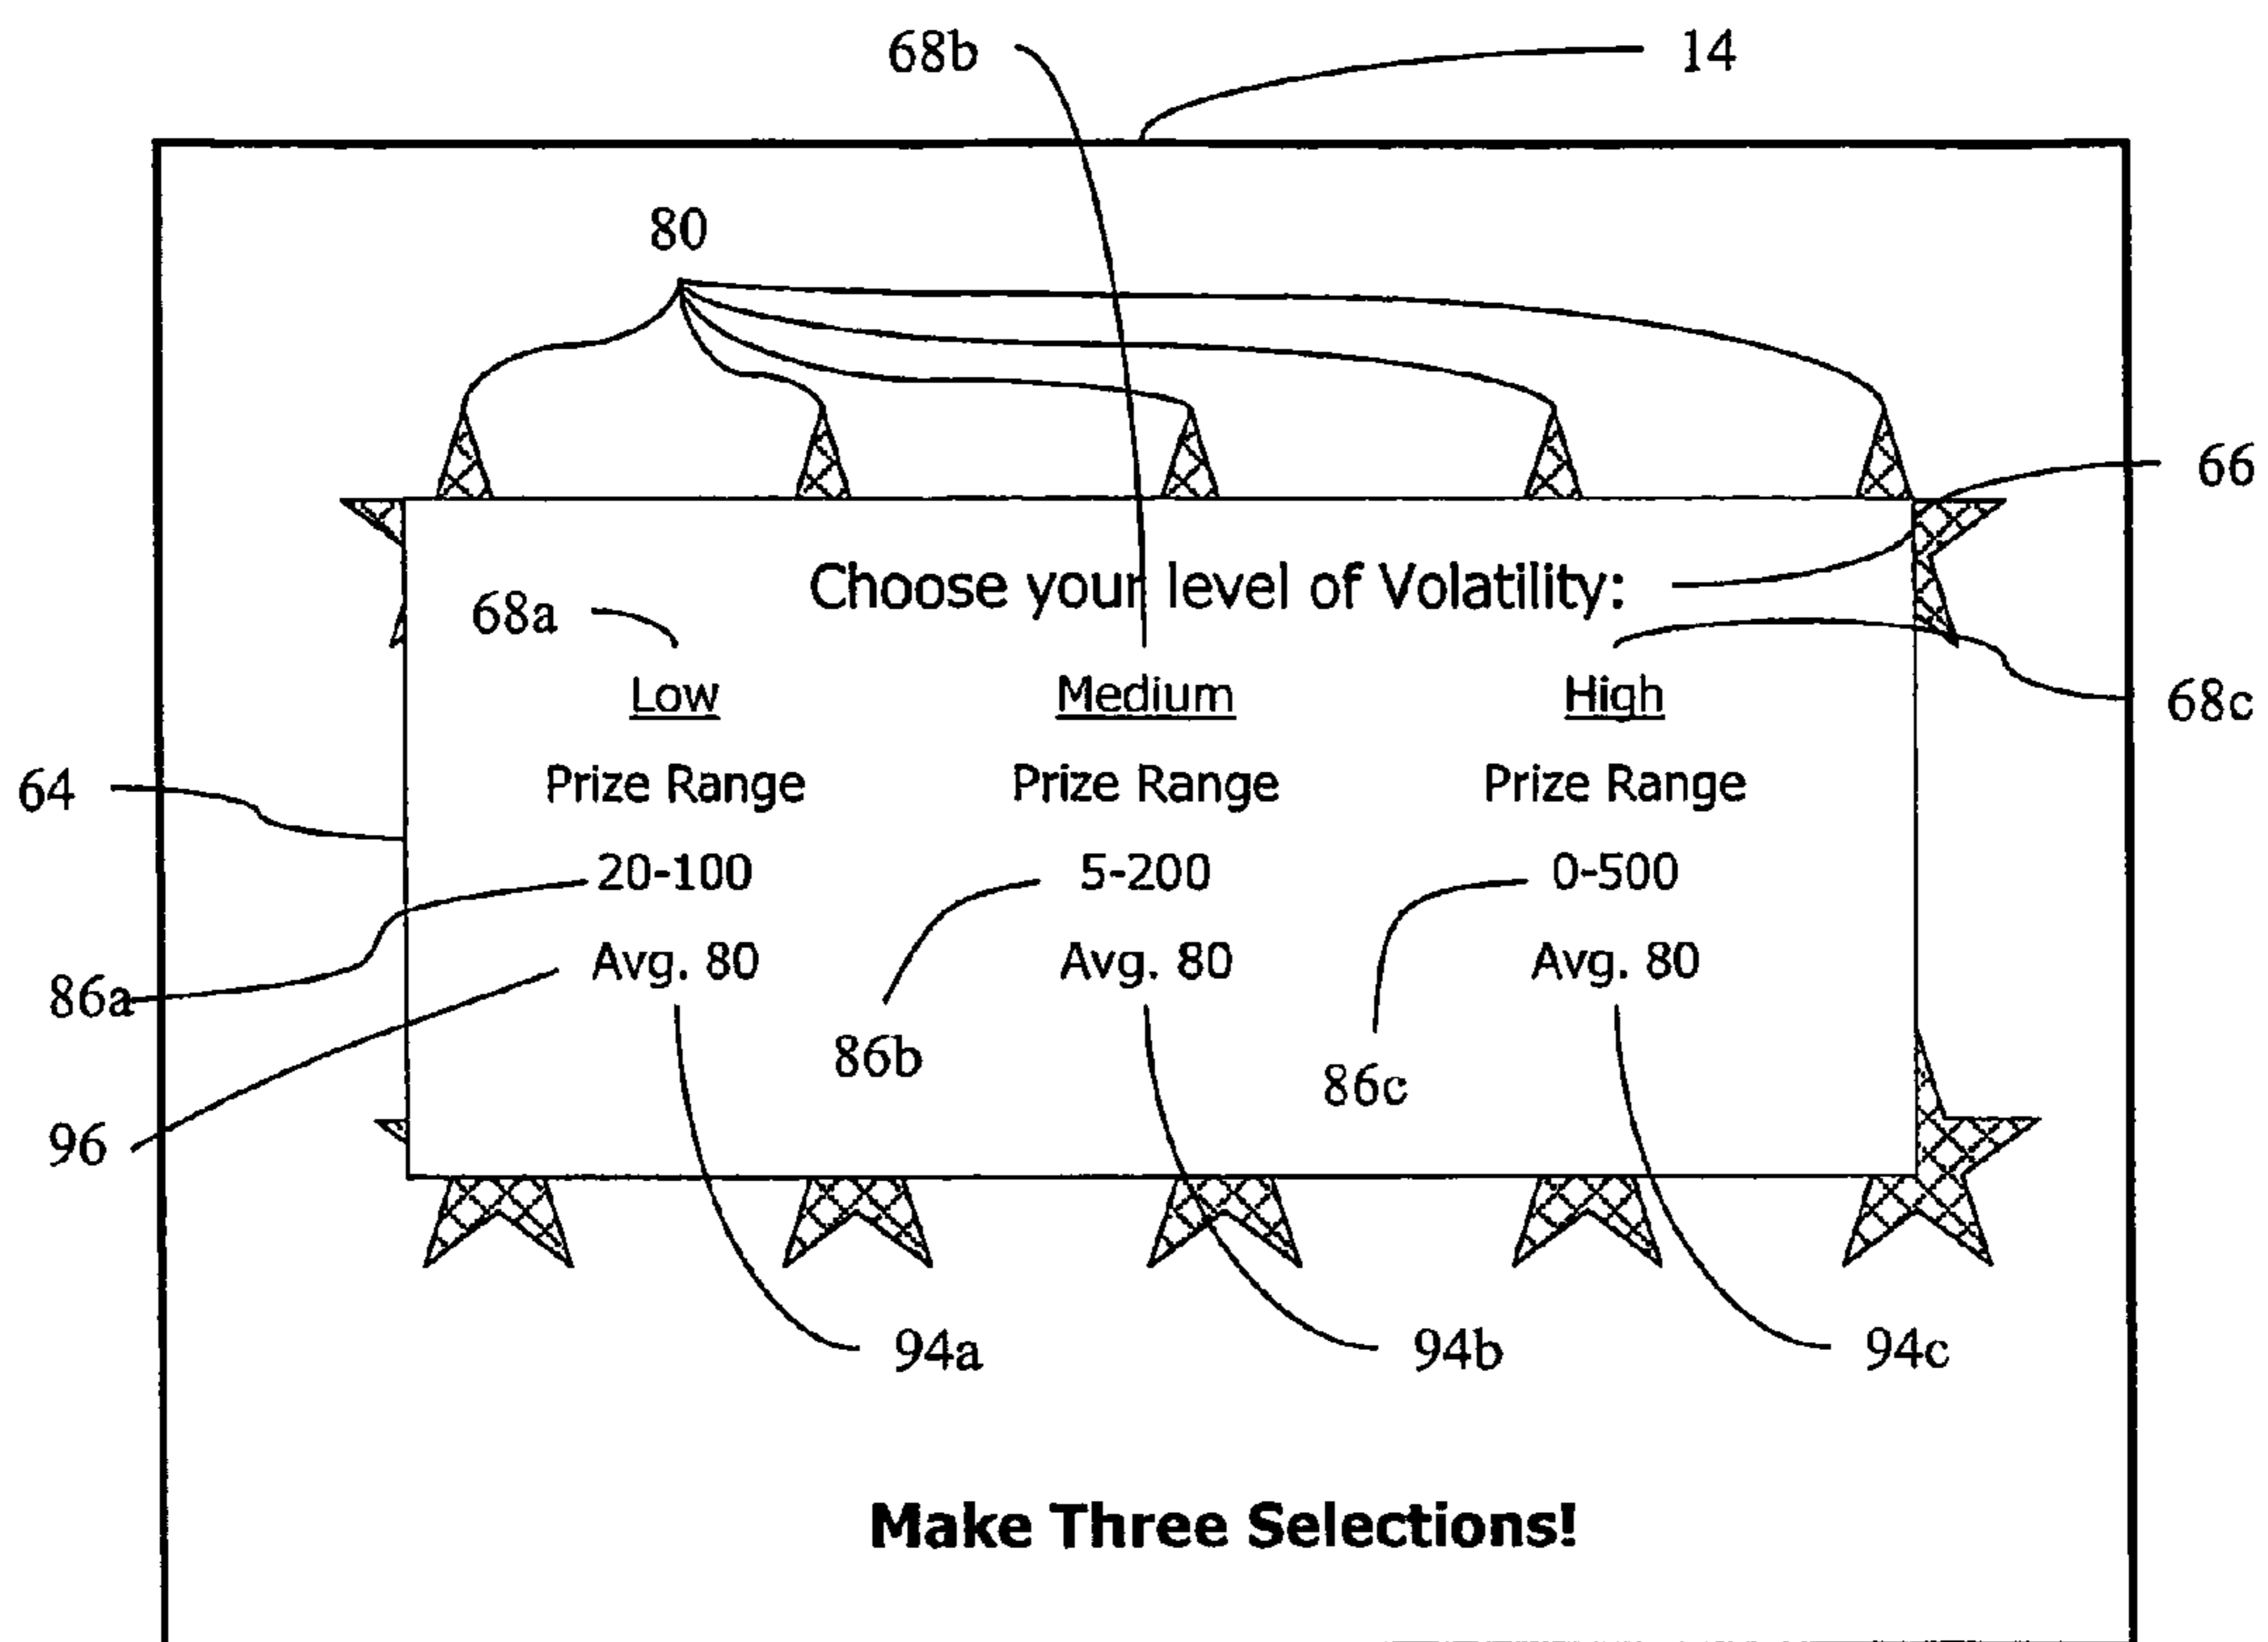 68b 14
80
66
Choose your level of Volatility:
68a
Low Medium High
68c
Prize Range Prize Range Prize Range
64
20-100 5-200 0-500
Avg. 80 Avg. 80 Avg. 80
86a
86b
86c
96
94a 94b 94c
Make Three Selections!